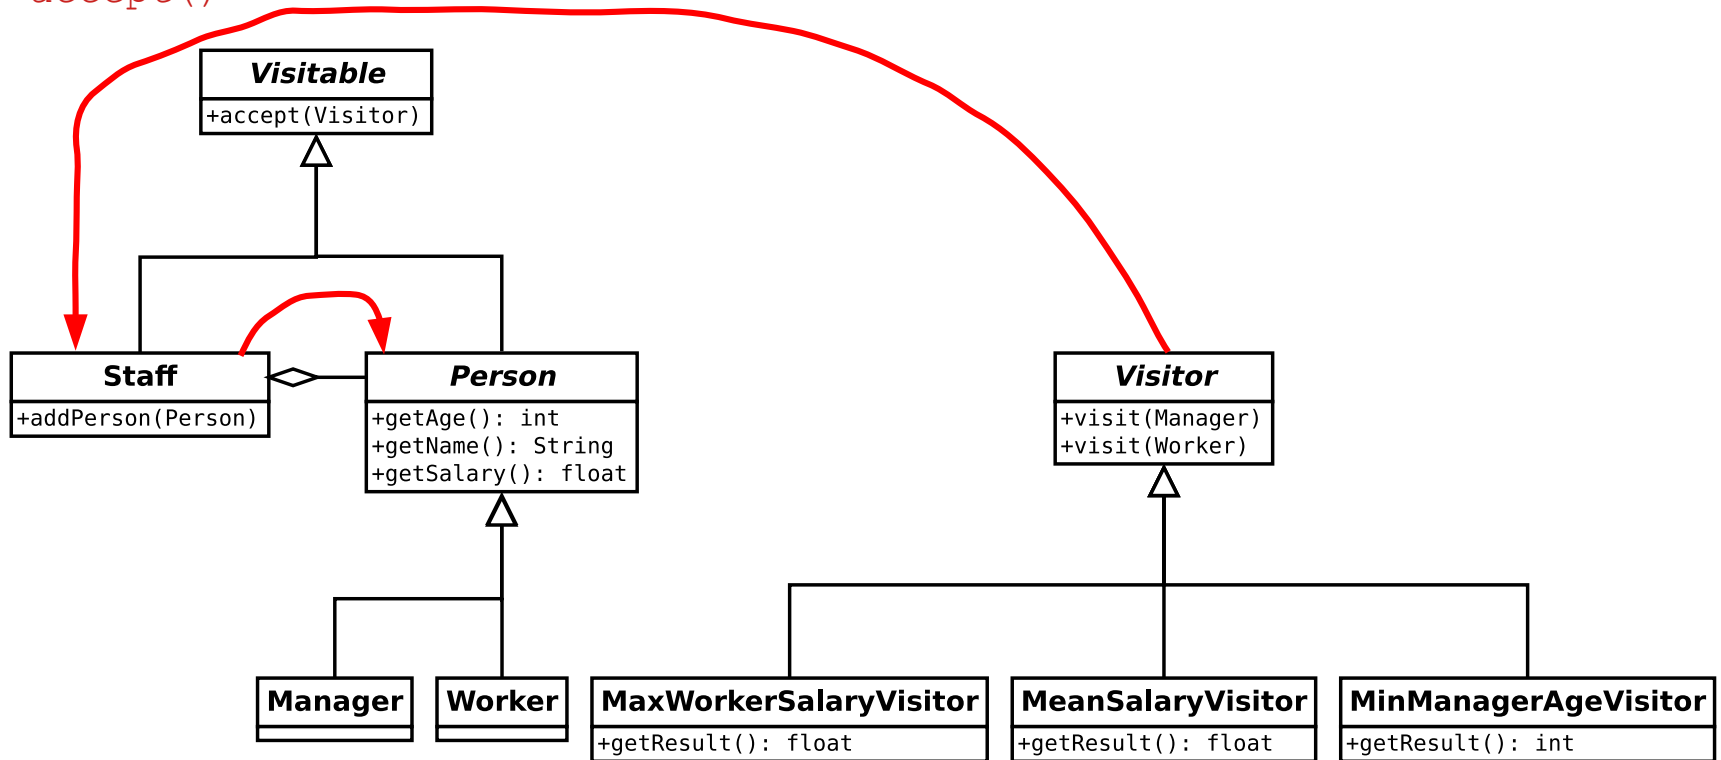 accept()
Visitable
+accept(Visitor)
Staff
+addPerson(Person)
Person
+getAge(): int
+getName(): String
+getSalary(): float
Visitor
+visit(Manager)
+visit(Worker)
Manager
Worker
MaxWorkerSalaryVisitor
+getResult(): float
MeanSalaryVisitor
+getResult(): float
MinManagerAgeVisitor
+getResult(): int